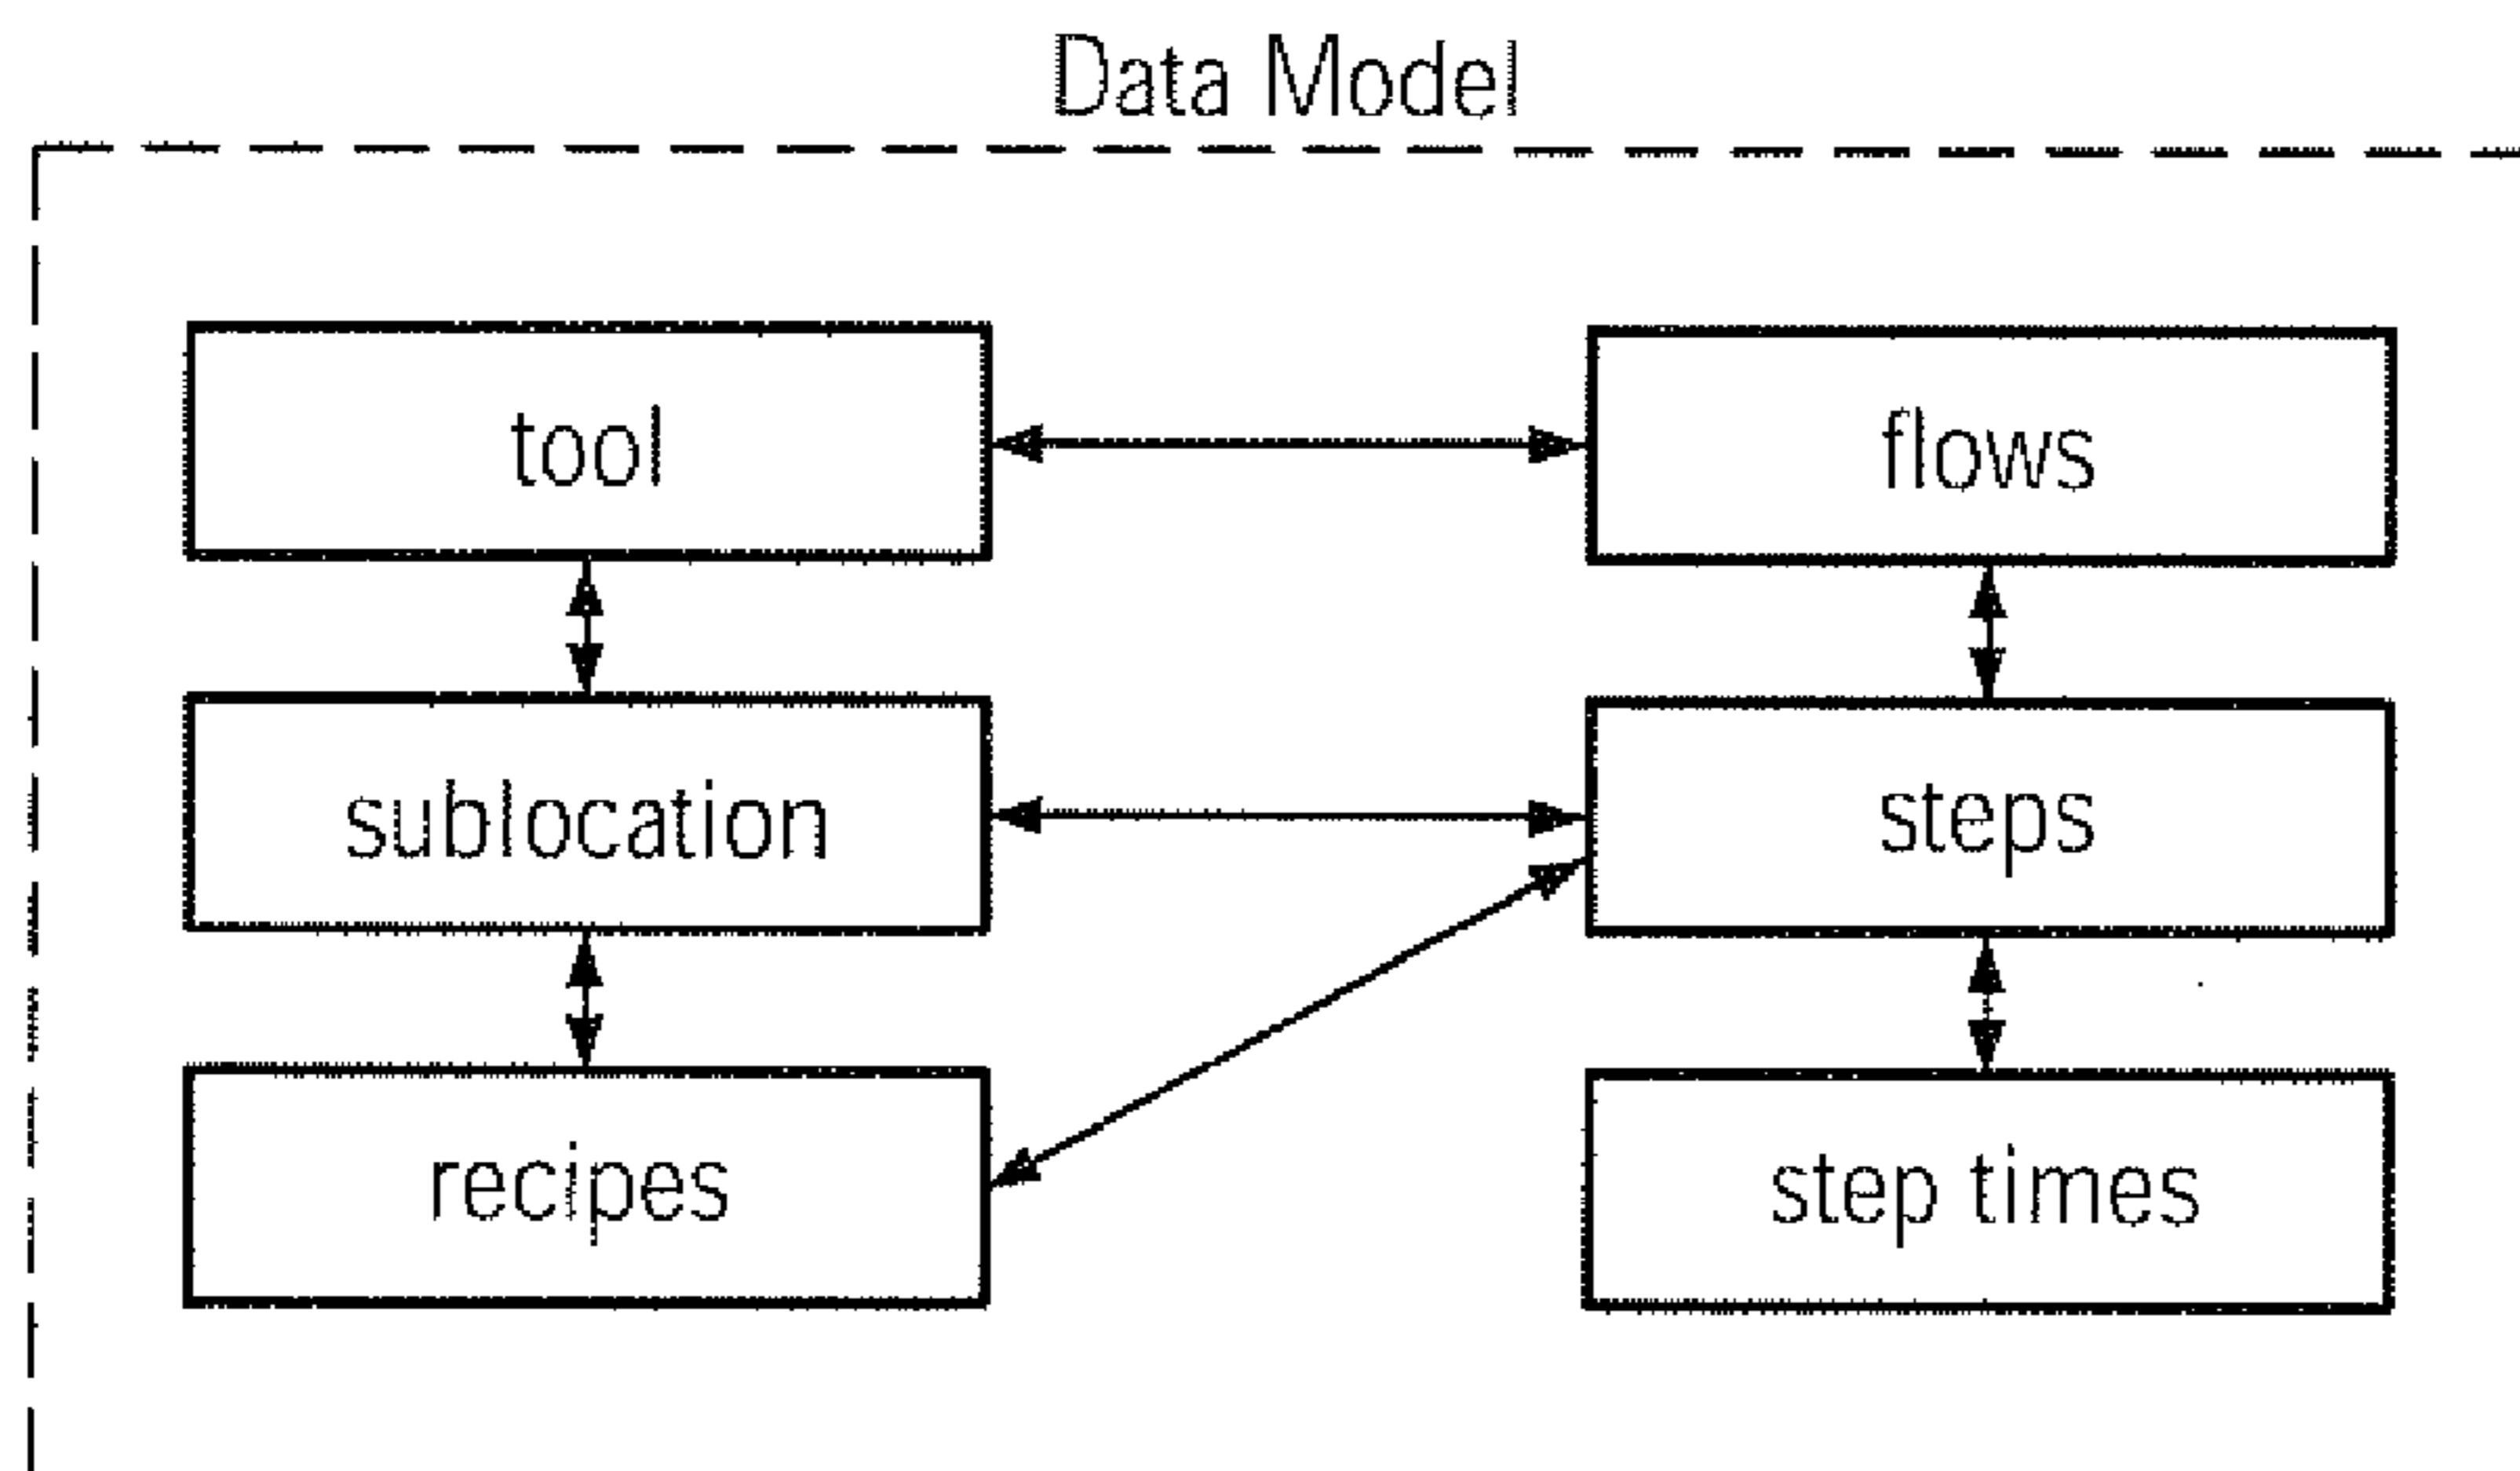 Data Model
tool
flows
sublocation
steps
recipes
step times